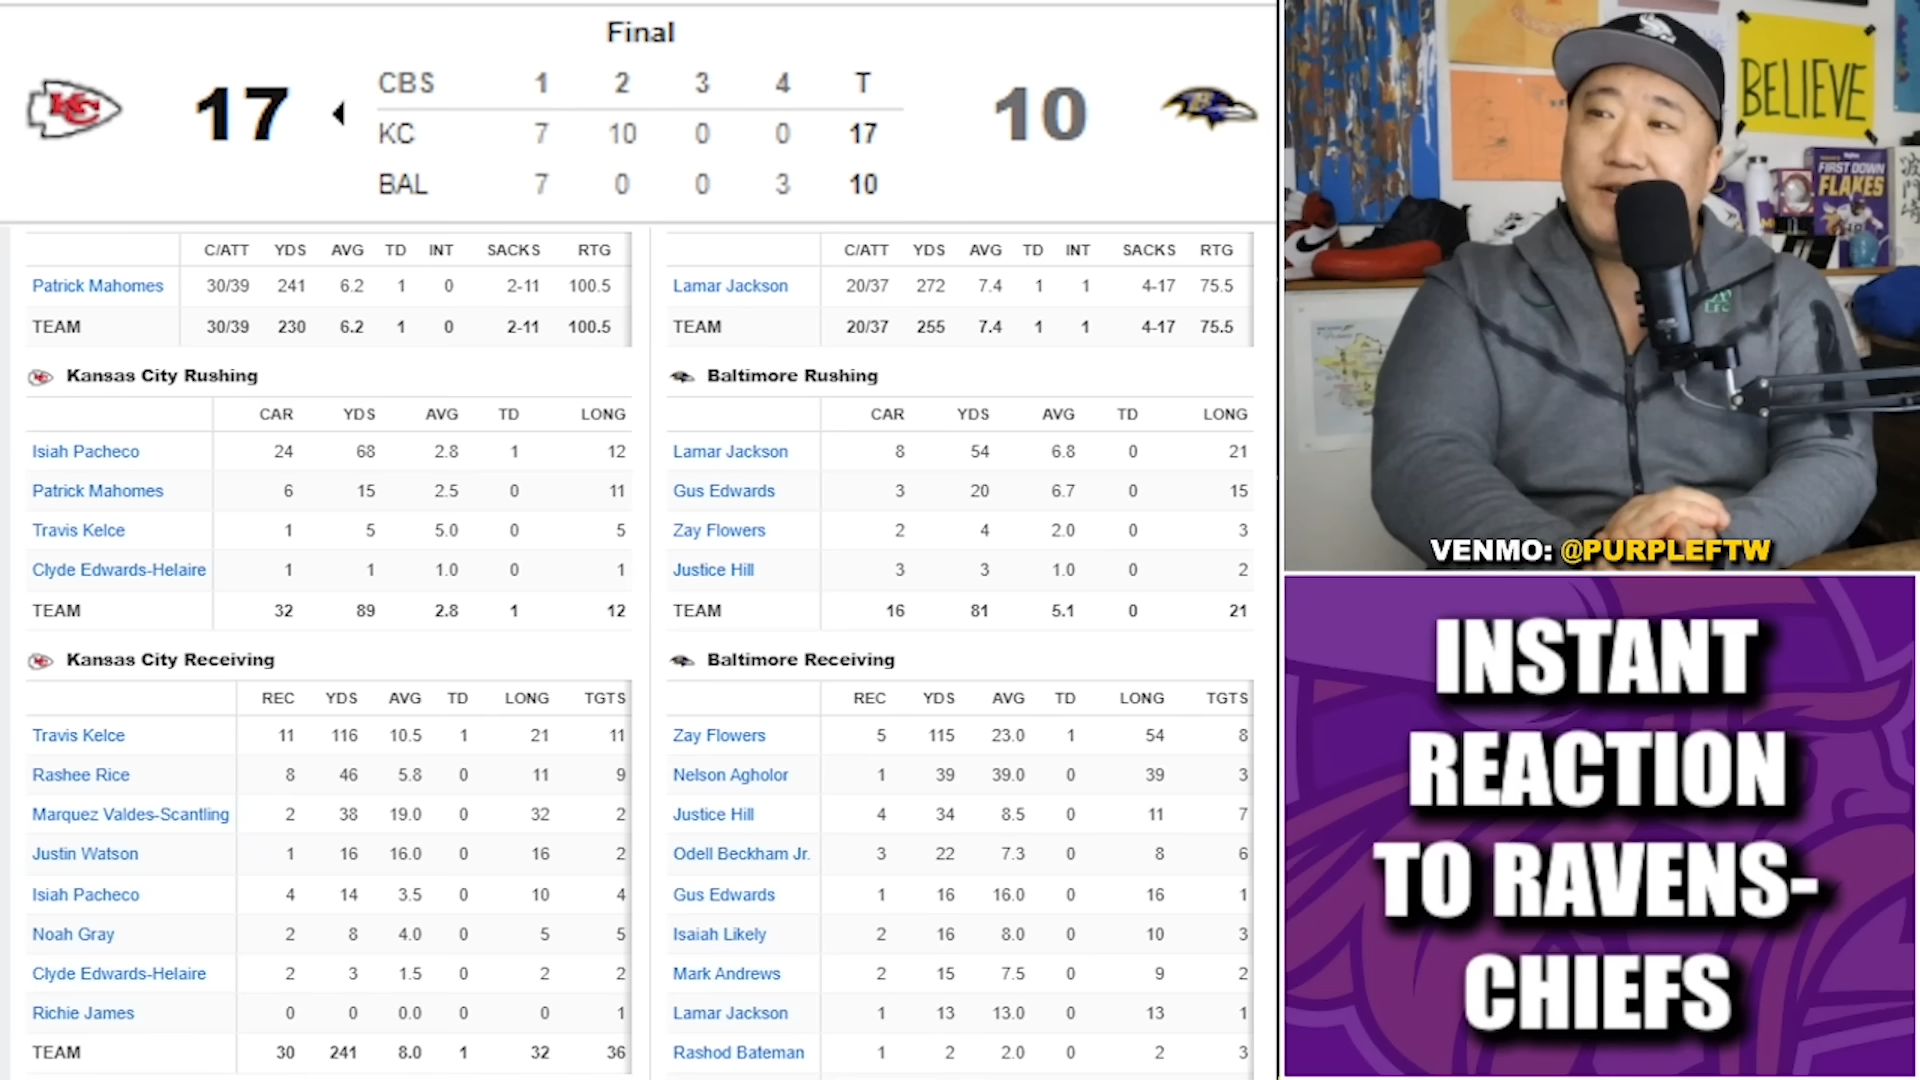 Final
17
CBS 1 2 3 4 T
KC 7 10 0 0 17
BAL 7 0 0 3 10
10
C/ATT YDS AVG TD INT SACKS RTG
Patrick Mahomes 30/39 241 6.2 1 0 2-11 100.5
TEAM 30/39 230 6.2 1 0 2-11 100.5
Kansas City Rushing
CAR YDS AVG TD LONG
Isiah Pacheco 24 68 2.8 1 12
Patrick Mahomes 6 15 2.5 0 11
Travis Kelce 1 5 5.0 0 5
Clyde Edwards-Helaire 1 1 1.0 0 1
TEAM 32 89 2.8 1 12
Kansas City Receiving
REC YDS AVG TD LONG TGTS
Travis Kelce 11 116 10.5 1 21 11
Rashee Rice 8 46 5.8 0 11 9
Marquez Valdes-Scantling 2 38 19.0 0 32 2
Justin Watson 1 16 16.0 0 16 2
Isiah Pacheco 4 14 3.5 0 10 4
Noah Gray 2 8 4.0 0 5 5
Clyde Edwards-Helaire 2 3 1.5 0 2 2
Richie James 0 0 0.0 0 0 1
TEAM 30 241 8.0 1 32 36
C/ATT YDS AVG TD INT SACKS RTG
Lamar Jackson 20/37 272 7.4 1 1 4-17 75.5
TEAM 20/37 255 7.4 1 1 4-17 75.5
Baltimore Rushing
CAR YDS AVG TD LONG
Lamar Jackson 8 54 6.8 0 21
Gus Edwards 3 20 6.7 0 15
Zay Flowers 2 4 2.0 0 3
Justice Hill 3 3 1.0 0 2
TEAM 16 81 5.1 0 21
Baltimore Receiving
REC YDS AVG TD LONG TGTS
Zay Flowers 5 115 23.0 1 54 8
Nelson Agholor 1 39 39.0 0 39 3
Justice Hill 4 34 8.5 0 11 7
Odell Beckham Jr. 3 22 7.3 0 8 6
Gus Edwards 1 16 16.0 0 16 1
Isaiah Likely 2 16 8.0 0 10 3
Mark Andrews 2 15 7.5 0 9 2
Lamar Jackson 1 13 13.0 0 13 1
Rashod Bateman 1 2 2.0 0 2 3
BELIEVE
FIRST DOWN
FLAKES
VENMO: @PURPLEFTW
INSTANT
REACTION
TO RAVENS-
CHIEFS